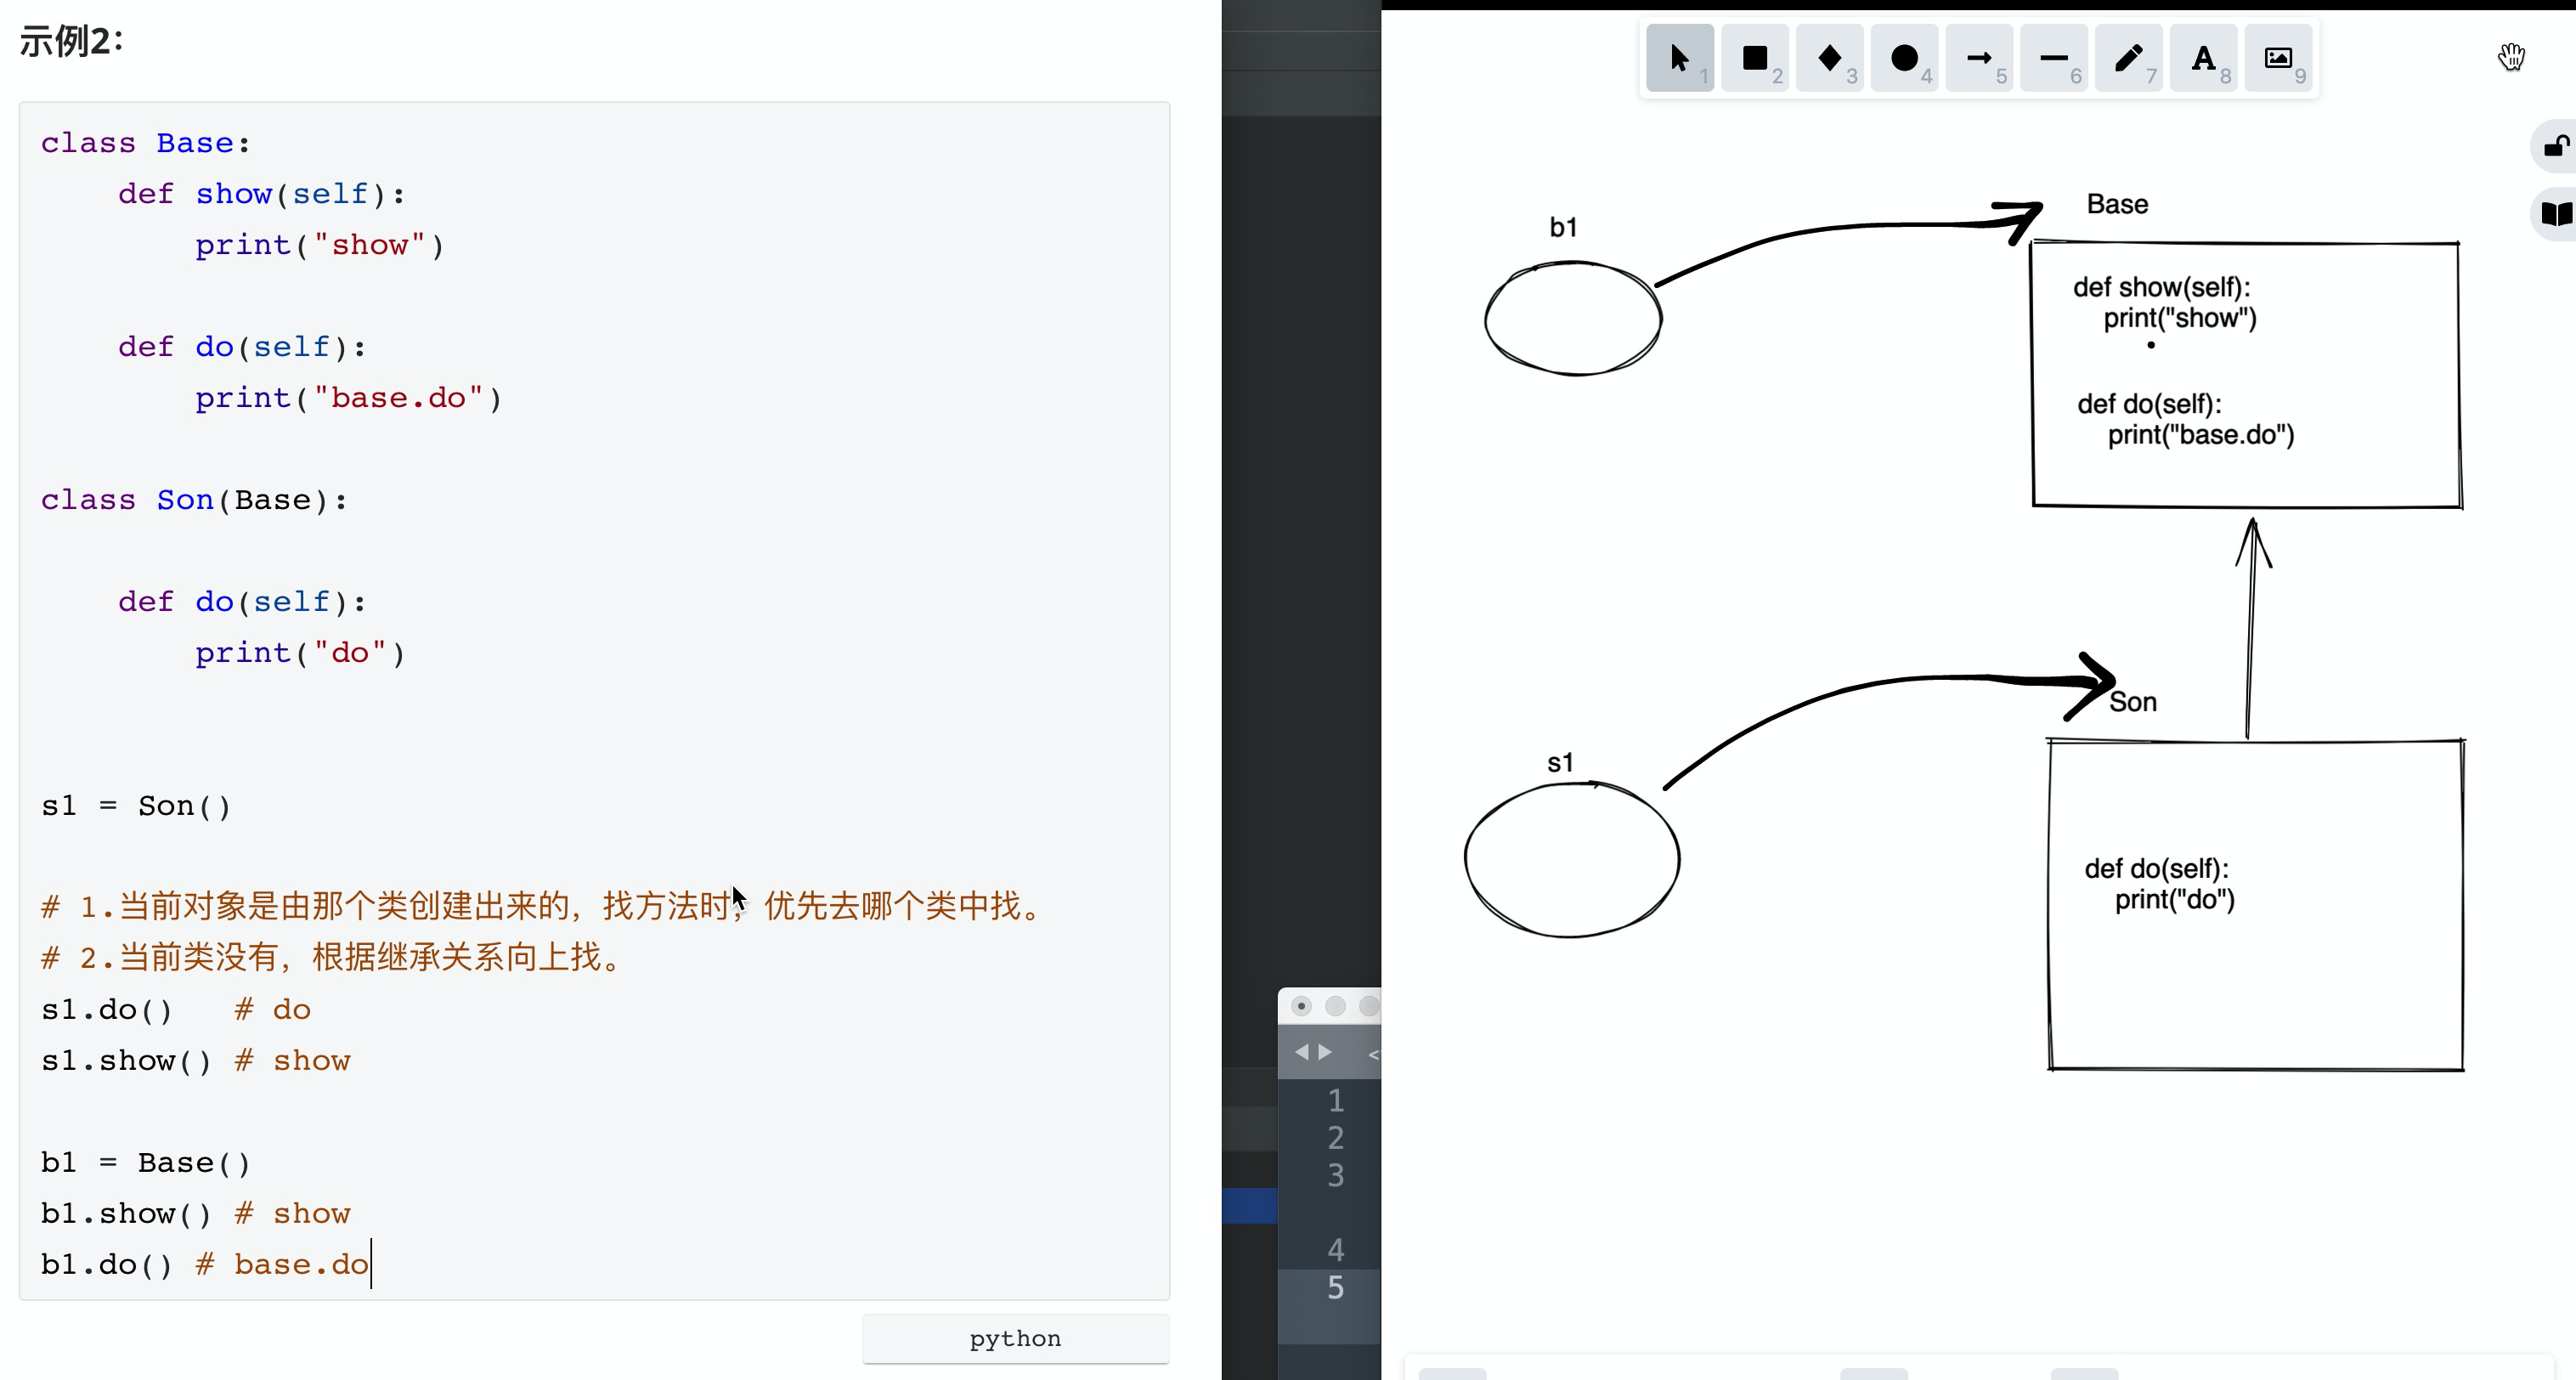 示例2：
class Base:
def show(self):
print("show")
def do(self):
print("base.do")
class Son(Base):
def do(self):
print("do")
s1 = Son()
# 1.当前对象是由那个类创建出来的，找方法时，优先去哪个类中找。
# 2.当前类没有，根据继承关系向上找。
s1.do() # do
s1.show() # show
b1 = Base()
b1.show() # show
b1.do() # base.do
python
1
2
3
4
5
<
1
2
3
4
5
6
7
A 8
9
b1
Base
def show(self):
print("show")
def do(self):
print("base.do")
s1
Son
def do(self):
print("do")